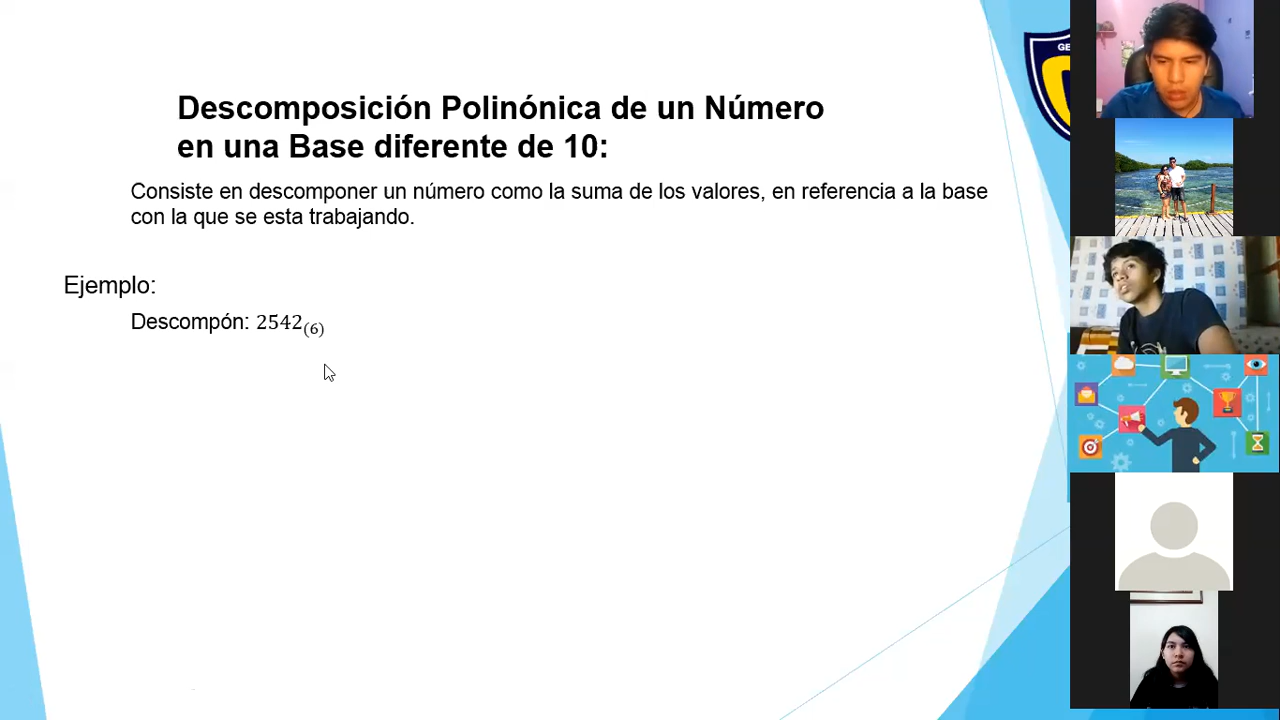 Descomposición Polinónica de un Número
en una Base diferente de 10:
Consiste en descomponer un número como la suma de los valores, en referencia a la base
con la que se esta trabajando.
Ejemplo:
Descompón: 2542₍₆₎
GE